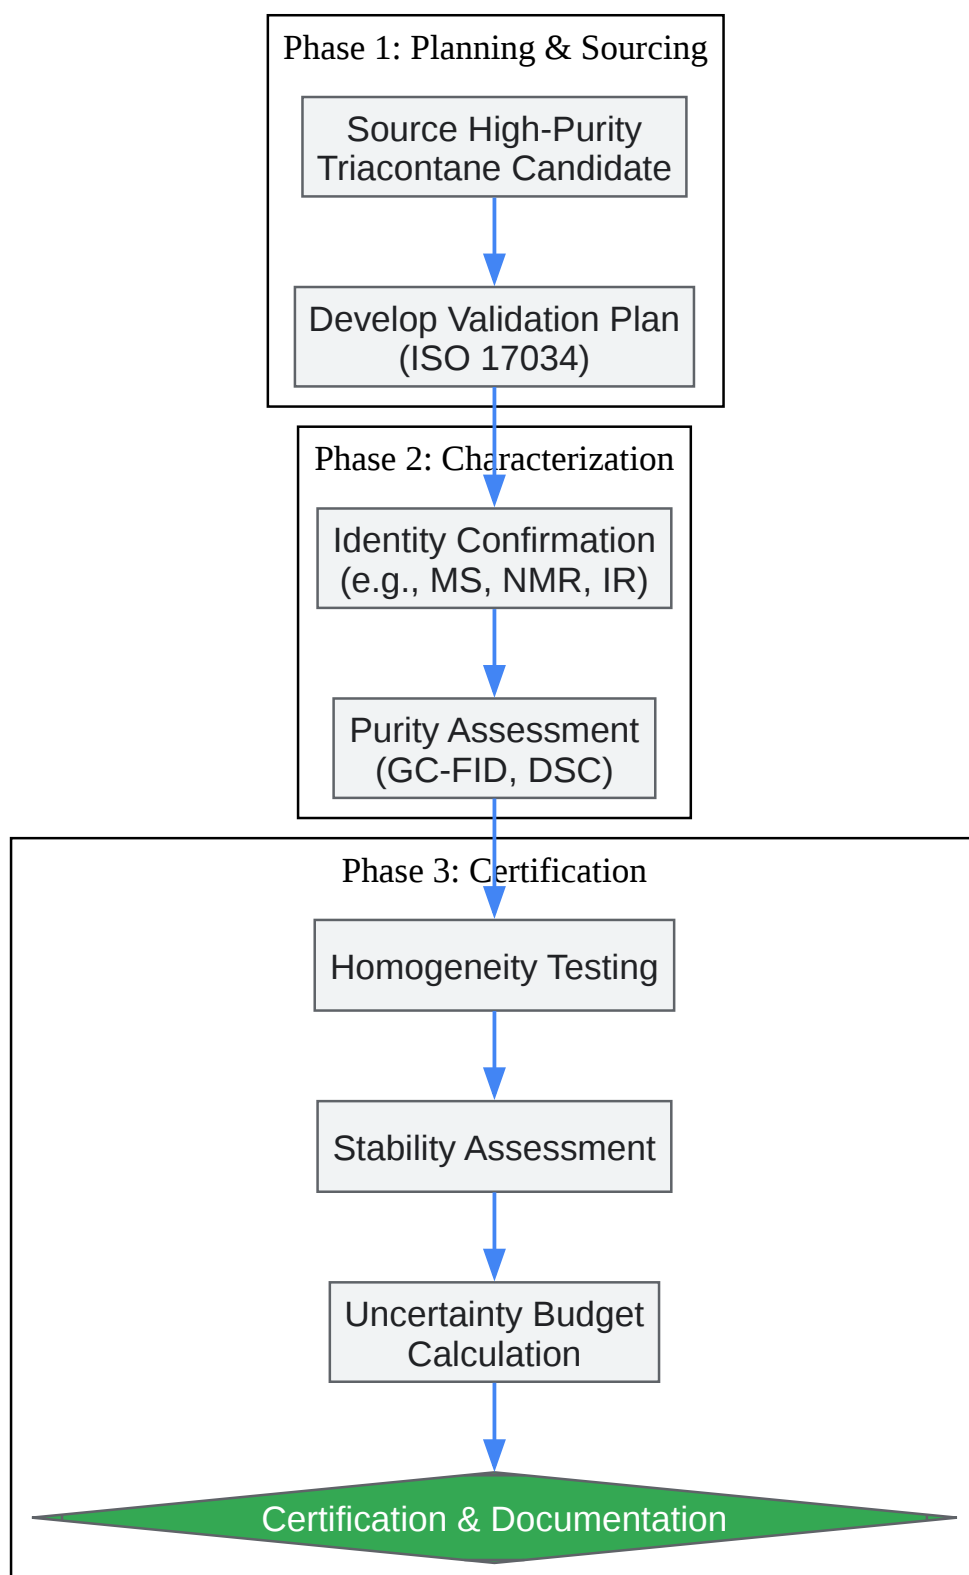 Phase 1: Planning & Sourcing
Source High-Purity
Triacontane Candidate
Develop Validation Plan
(ISO 17034)
Phase 2: Characterization
Identity Confirmation
(e.g., MS, NMR, IR)
Purity Assessment
(GC-FID, DSC)
Phase 3: Certification
Homogeneity Testing
Stability Assessment
Uncertainty Budget
Calculation
Certification & Documentation